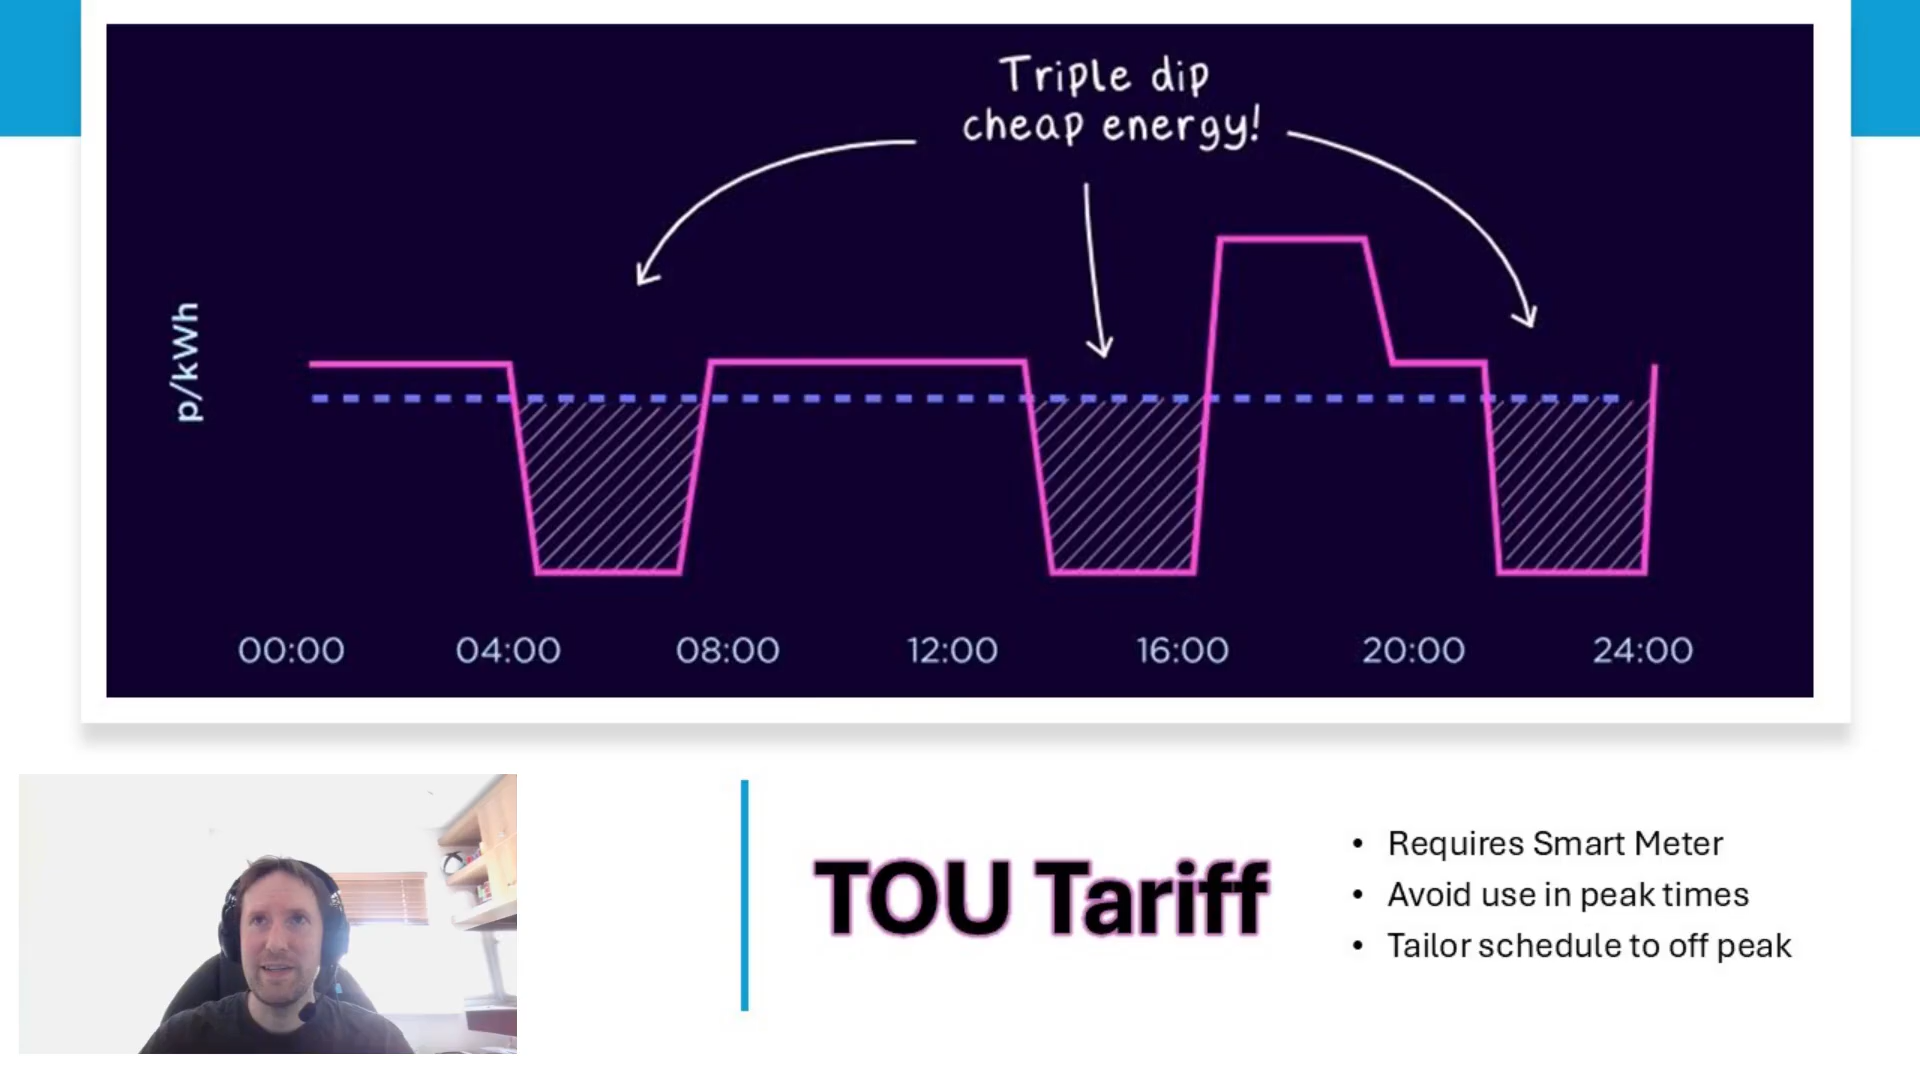 Triple dip
cheap energy!
p/kWh
00:00 04:00 08:00 12:00 16:00 20:00 24:00
TOU Tariff
• Requires Smart Meter
• Avoid use in peak times
• Tailor schedule to off peak